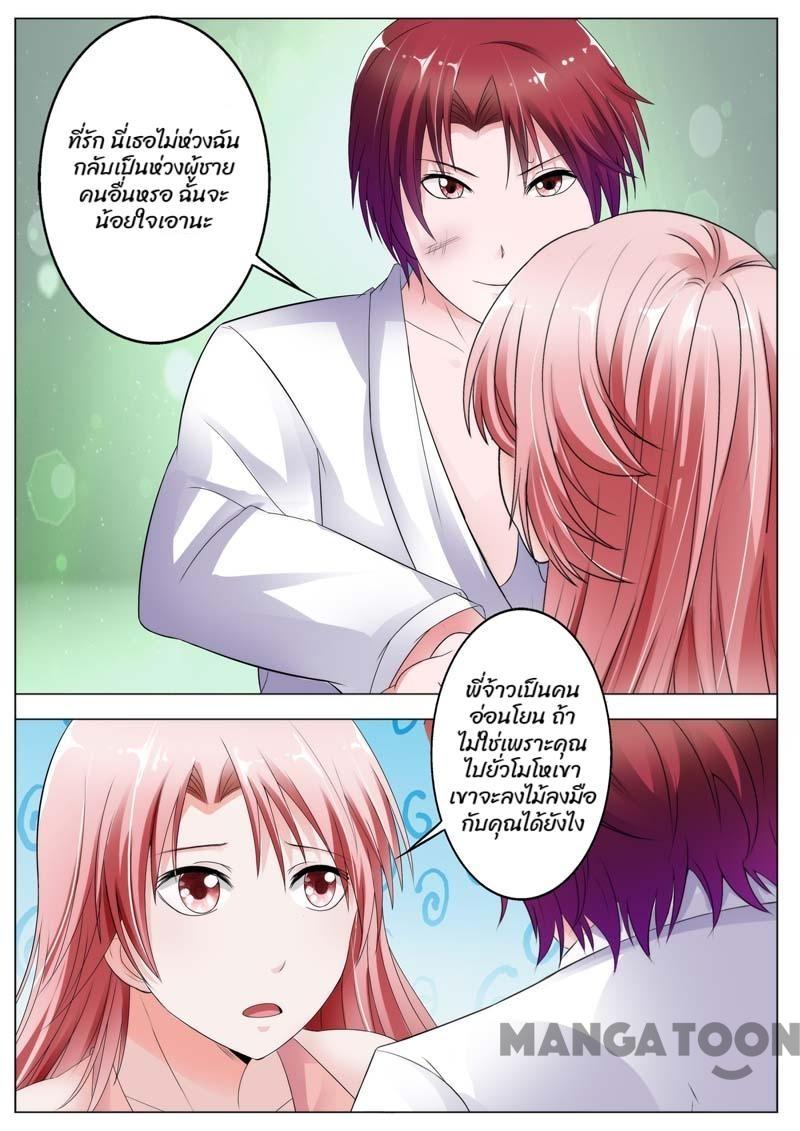 ที่รัก นี่เธอไม่ห่วงฉัน
กลับเป็นห่วงผู้ชาย
คนอื่นหรอ ฉันจะ
น้อยใจเอานะ
พี่จ้าวเป็นคน
อ่อนโยน ถ้า
ไม่ใช่เพราะคุณ
ไปยั่วโมโหเขา
เขาจะลงไม้ลงมือ
กับคุณได้ยังไง
MANGATOON